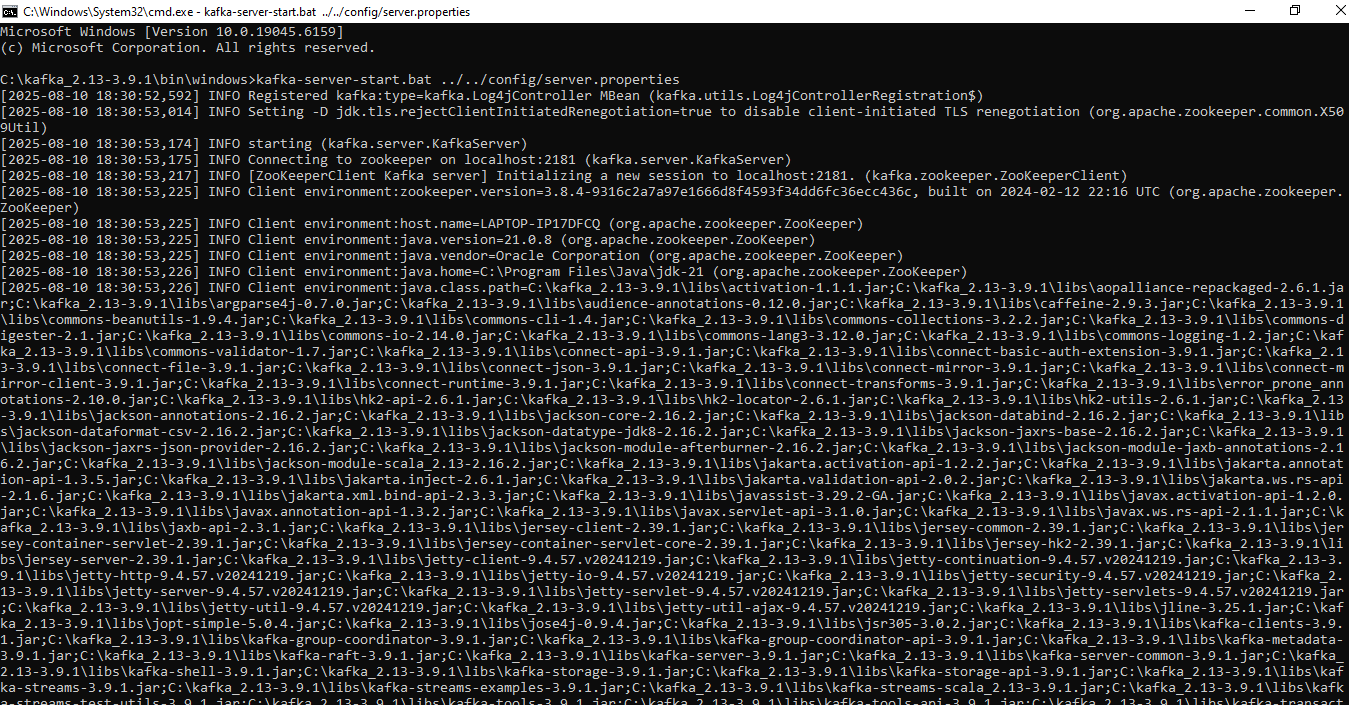 C:\Windows\System32\cmd.exe - kafka-server-start.bat ../../config/server.properties
Microsoft Windows [Version 10.0.19045.6159]
(c) Microsoft Corporation. All rights reserved.
C:\kafka_2.13-3.9.1\bin\windows>kafka-server-start.bat ../../config/server.properties
[2025-08-10 18:30:52,592] INFO Registered kafka:type=kafka.Log4jController MBean (kafka.utils.Log4jControllerRegistration$)
[2025-08-10 18:30:53,014] INFO Setting -D jdk.tls.rejectClientInitiatedRenegotiation=true to disable client-initiated TLS renegotiation (org.apache.zookeeper.common.X50
9Util)
[2025-08-10 18:30:53,174] INFO starting (kafka.server.KafkaServer)
[2025-08-10 18:30:53,175] INFO Connecting to zookeeper on localhost:2181 (kafka.server.KafkaServer)
[2025-08-10 18:30:53,217] INFO [ZooKeeperClient Kafka server] Initializing a new session to localhost:2181. (kafka.zookeeper.ZooKeeperClient)
[2025-08-10 18:30:53,225] INFO Client environment:zookeeper.version=3.8.4-9316c2a7a97e1666d8f4593f34dd6fc36ecc436c, built on 2024-02-12 22:16 UTC (org.apache.zookeeper.
ZooKeeper)
[2025-08-10 18:30:53,225] INFO Client environment:host.name=LAPTOP-IP17DFCQ (org.apache.zookeeper.ZooKeeper)
[2025-08-10 18:30:53,225] INFO Client environment:java.version=21.0.8 (org.apache.zookeeper.ZooKeeper)
[2025-08-10 18:30:53,225] INFO Client environment:java.vendor=Oracle Corporation (org.apache.zookeeper.ZooKeeper)
[2025-08-10 18:30:53,226] INFO Client environment:java.home=C:\Program Files\Java\jdk-21 (org.apache.zookeeper.ZooKeeper)
[2025-08-10 18:30:53,226] INFO Client environment:java.class.path=C:\kafka_2.13-3.9.1\libs\activation-1.1.1.jar;C:\kafka_2.13-3.9.1\libs\aopalliance-repackaged-2.6.1.ja
r;C:\kafka_2.13-3.9.1\libs\argparse4j-0.7.0.jar;C:\kafka_2.13-3.9.1\libs\audience-annotations-0.12.0.jar;C:\kafka_2.13-3.9.1\libs\caffeine-2.9.3.jar;C:\kafka_2.13-3.9.1
\libs\commons-beanutils-1.9.4.jar;C:\kafka_2.13-3.9.1\libs\commons-cli-1.4.jar;C:\kafka_2.13-3.9.1\libs\commons-collections-3.2.2.jar;C:\kafka_2.13-3.9.1\libs\commons-d
igester-2.1.jar;C:\kafka_2.13-3.9.1\libs\commons-io-2.14.0.jar;C:\kafka_2.13-3.9.1\libs\commons-lang3-3.12.0.jar;C:\kafka_2.13-3.9.1\libs\commons-logging-1.2.jar;C:\kaf
ka_2.13-3.9.1\libs\commons-validator-1.7.jar;C:\kafka_2.13-3.9.1\libs\connect-api-3.9.1.jar;C:\kafka_2.13-3.9.1\libs\connect-basic-auth-extension-3.9.1.jar;C:\kafka_2.1
3-3.9.1\libs\connect-file-3.9.1.jar;C:\kafka_2.13-3.9.1\libs\connect-json-3.9.1.jar;C:\kafka_2.13-3.9.1\libs\connect-mirror-3.9.1.jar;C:\kafka_2.13-3.9.1\libs\connect-m
irror-client-3.9.1.jar;C:\kafka_2.13-3.9.1\libs\connect-runtime-3.9.1.jar;C:\kafka_2.13-3.9.1\libs\connect-transforms-3.9.1.jar;C:\kafka_2.13-3.9.1\libs\error_prone_ann
otations-2.10.0.jar;C:\kafka_2.13-3.9.1\libs\hk2-api-2.6.1.jar;C:\kafka_2.13-3.9.1\libs\hk2-locator-2.6.1.jar;C:\kafka_2.13-3.9.1\libs\hk2-utils-2.6.1.jar;C:\kafka_2.13
-3.9.1\libs\jackson-annotations-2.16.2.jar;C:\kafka_2.13-3.9.1\libs\jackson-core-2.16.2.jar;C:\kafka_2.13-3.9.1\libs\jackson-databind-2.16.2.jar;C:\kafka_2.13-3.9.1\lib
s\jackson-dataformat-csv-2.16.2.jar;C:\kafka_2.13-3.9.1\libs\jackson-datatype-jdk8-2.16.2.jar;C:\kafka_2.13-3.9.1\libs\jackson-jaxrs-base-2.16.2.jar;C:\kafka_2.13-3.9.1
\libs\jackson-jaxrs-json-provider-2.16.2.jar;C:\kafka_2.13-3.9.1\libs\jackson-module-afterburner-2.16.2.jar;C:\kafka_2.13-3.9.1\libs\jackson-module-jaxb-annotations-2.1
6.2.jar;C:\kafka_2.13-3.9.1\libs\jackson-module-scala_2.13-2.16.2.jar;C:\kafka_2.13-3.9.1\libs\jakarta.activation-api-1.2.2.jar;C:\kafka_2.13-3.9.1\libs\jakarta.annotat
ion-api-1.3.5.jar;C:\kafka_2.13-3.9.1\libs\jakarta.inject-2.6.1.jar;C:\kafka_2.13-3.9.1\libs\jakarta.validation-api-2.0.2.jar;C:\kafka_2.13-3.9.1\libs\jakarta.ws.rs-api
-2.1.6.jar;C:\kafka_2.13-3.9.1\libs\jakarta.xml.bind-api-2.3.3.jar;C:\kafka_2.13-3.9.1\libs\javassist-3.29.2-GA.jar;C:\kafka_2.13-3.9.1\libs\javax.activation-api-1.2.0.
jar;C:\kafka_2.13-3.9.1\libs\javax.annotation-api-1.3.2.jar;C:\kafka_2.13-3.9.1\libs\javax.servlet-api-3.1.0.jar;C:\kafka_2.13-3.9.1\libs\javax.ws.rs-api-2.1.1.jar;C:\k
afka_2.13-3.9.1\libs\jaxb-api-2.3.1.jar;C:\kafka_2.13-3.9.1\libs\jersey-client-2.39.1.jar;C:\kafka_2.13-3.9.1\libs\jersey-common-2.39.1.jar;C:\kafka_2.13-3.9.1\libs\jer
sey-container-servlet-2.39.1.jar;C:\kafka_2.13-3.9.1\libs\jersey-container-servlet-core-2.39.1.jar;C:\kafka_2.13-3.9.1\libs\jersey-hk2-2.39.1.jar;C:\kafka_2.13-3.9.1\li
bs\jersey-server-2.39.1.jar;C:\kafka_2.13-3.9.1\libs\jetty-client-9.4.57.v20241219.jar;C:\kafka_2.13-3.9.1\libs\jetty-continuation-9.4.57.v20241219.jar;C:\kafka_2.13-3.
9.1\libs\jetty-http-9.4.57.v20241219.jar;C:\kafka_2.13-3.9.1\libs\jetty-io-9.4.57.v20241219.jar;C:\kafka_2.13-3.9.1\libs\jetty-security-9.4.57.v20241219.jar;C:\kafka_2.
13-3.9.1\libs\jetty-server-9.4.57.v20241219.jar;C:\kafka_2.13-3.9.1\libs\jetty-servlet-9.4.57.v20241219.jar;C:\kafka_2.13-3.9.1\libs\jetty-servlets-9.4.57.v20241219.jar
;C:\kafka_2.13-3.9.1\libs\jetty-util-9.4.57.v20241219.jar;C:\kafka_2.13-3.9.1\libs\jetty-util-ajax-9.4.57.v20241219.jar;C:\kafka_2.13-3.9.1\libs\jline-3.25.1.jar;C:\kaf
ka_2.13-3.9.1\libs\jopt-simple-5.0.4.jar;C:\kafka_2.13-3.9.1\libs\jose4j-0.9.4.jar;C:\kafka_2.13-3.9.1\libs\jsr305-3.0.2.jar;C:\kafka_2.13-3.9.1\libs\kafka-clients-3.9.
1.jar;C:\kafka_2.13-3.9.1\libs\kafka-group-coordinator-3.9.1.jar;C:\kafka_2.13-3.9.1\libs\kafka-group-coordinator-api-3.9.1.jar;C:\kafka_2.13-3.9.1\libs\kafka-metadata-
3.9.1.jar;C:\kafka_2.13-3.9.1\libs\kafka-raft-3.9.1.jar;C:\kafka_2.13-3.9.1\libs\kafka-server-3.9.1.jar;C:\kafka_2.13-3.9.1\libs\kafka-server-common-3.9.1.jar;C:\kafka_
2.13-3.9.1\libs\kafka-shell-3.9.1.jar;C:\kafka_2.13-3.9.1\libs\kafka-storage-3.9.1.jar;C:\kafka_2.13-3.9.1\libs\kafka-storage-api-3.9.1.jar;C:\kafka_2.13-3.9.1\libs\kaf
ka-streams-3.9.1.jar;C:\kafka_2.13-3.9.1\libs\kafka-streams-examples-3.9.1.jar;C:\kafka_2.13-3.9.1\libs\kafka-streams-scala_2.13-3.9.1.jar;C:\kafka_2.13-3.9.1\libs\kafk
a-streams-test-utils-3.9.1.jar;C:\kafka_2.13-3.9.1\libs\kafka-tools-3.9.1.jar;C:\kafka_2.13-3.9.1\libs\kafka-tools-api-3.9.1.jar;C:\kafka_2.13-3.9.1\libs\kafka-transact